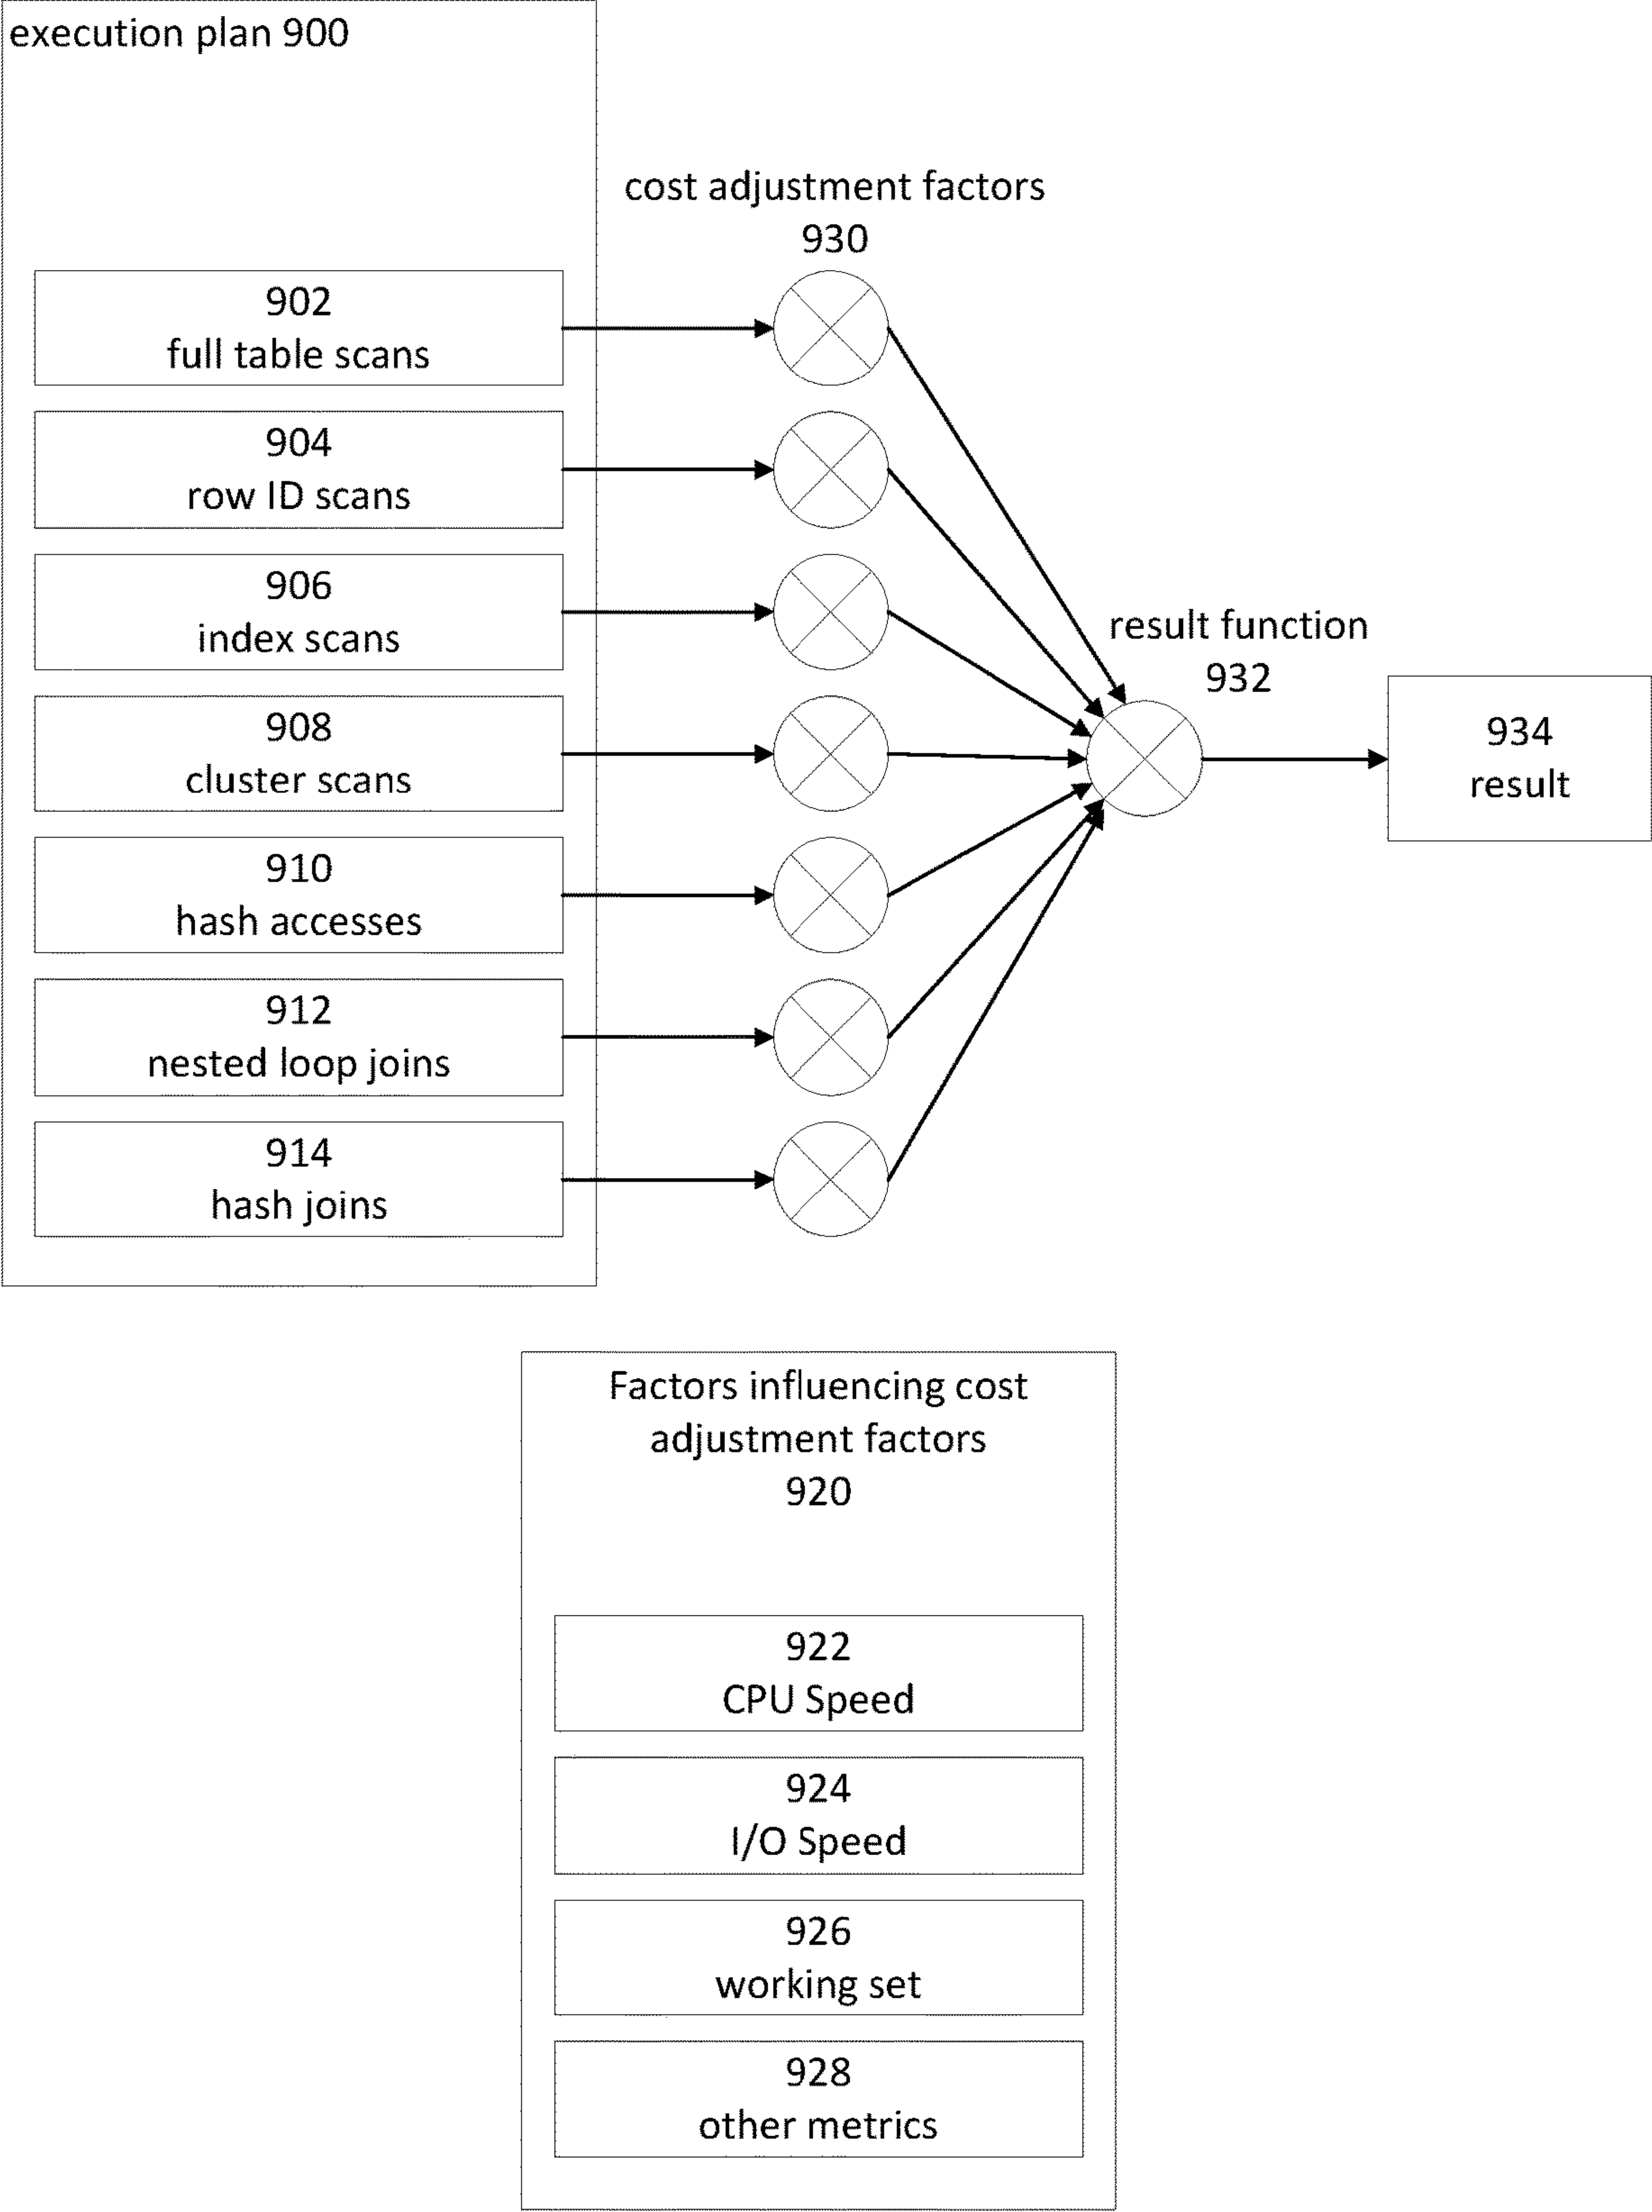 execution plan 900
cost adjustment factors
930
902
full table scans
904
row ID scans
906
index scans
result function
932
908
cluster scans
934
result
910
hash accesses
912
nested loop joins
914
hash joins
Factors influencing cost
adjustment factors
920
922
CPU Speed
924
I/O Speed
926
working set
928
other metrics